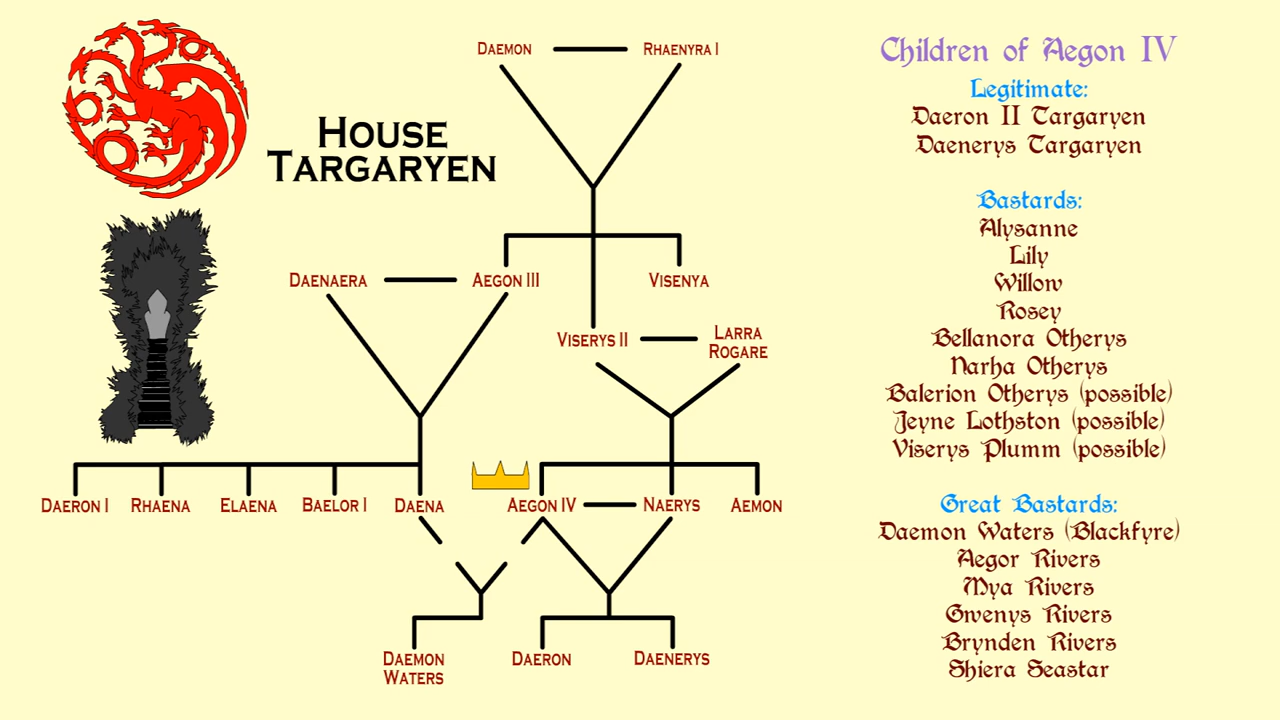 Daemon
Rhaenyra I
House
Targaryen
Daenaera
Aegon III
Visenya
Viserys II
Larra
Rogare
Daeron I
Rhaena
Elaena
Baelor I
Daena
Aegon IV
Naerys
Aemon
Daemon
Waters
Daeron
Daenerys
Children of Aegon IV
Legitimate:
Daeron II Targaryen
Daenerys Targaryen
Bastards:
Alysanne
Lily
Willow
Rosey
Bellanora Otherys
Narha Otherys
Balerion Otherys (possible)
Jeyne Lothston (possible)
Viserys Plumm (possible)
Great Bastards:
Daemon Waters (Blackfyre)
Aegor Rivers
Mya Rivers
Gwenys Rivers
Brynden Rivers
Shiera Seastar